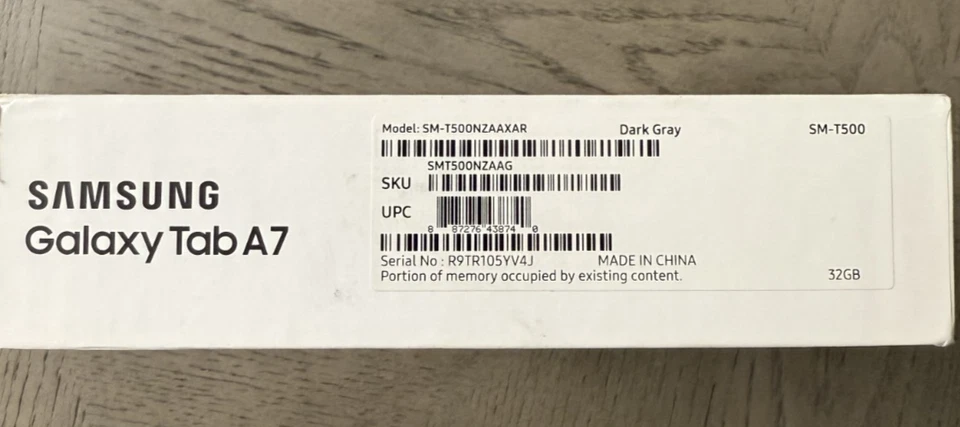 SAMSUNG
Galaxy Tab A7
Model: SM-T500NZAAXAR Dark Gray SM-T500
SMT500NZAAG
SKU
UPC
8 87276 43874 0
Serial No : R9TR105YV4J MADE IN CHINA
Portion of memory occupied by existing content. 32GB